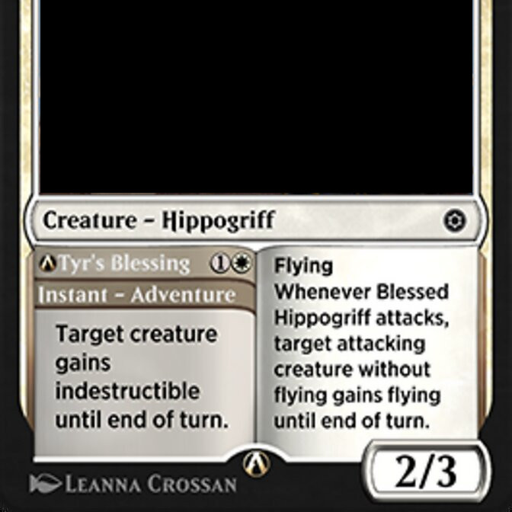 Creature – Hippogriff
Tyr's Blessing 1
Instant – Adventure
Target creature
gains
indestructible
until end of turn.
Flying
Whenever Blessed
Hippogriff attacks,
target attacking
creature without
flying gains flying
until end of turn.
2/3
Leanna Crossan